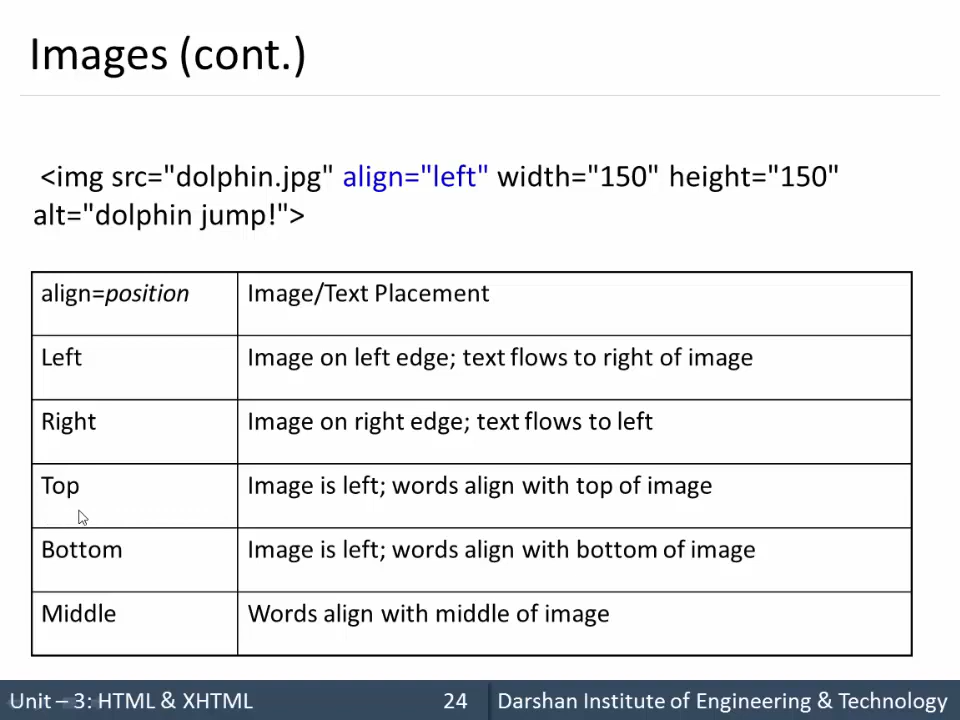 Images (cont.)
<img src="dolphin.jpg" align="left" width="150" height="150"
alt="dolphin jump!">
align=position Image/Text Placement
Left Image on left edge; text flows to right of image
Right Image on right edge; text flows to left
Top Image is left; words align with top of image
Bottom Image is left; words align with bottom of image
Middle Words align with middle of image
Unit – 3: HTML & XHTML 24 Darshan Institute of Engineering & Technology